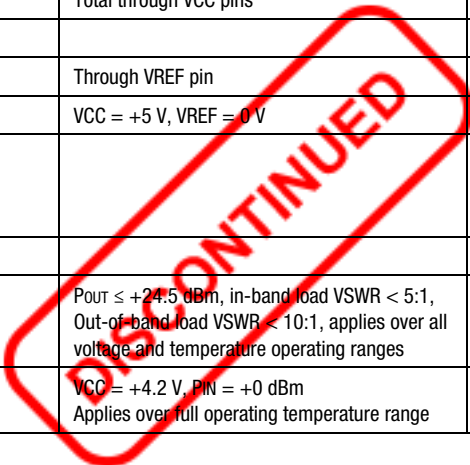 Total through VCC pins
Through VREF pin
VCC = +5 V, VREF = 0 V
DISCONTINUED
POUT ≤ +24.5 dBm, in-band load VSWR < 5:1,
Out-of-band load VSWR < 10:1, applies over all
voltage and temperature operating ranges
VCC = +4.2 V, PIN = +0 dBm
Applies over full operating temperature range